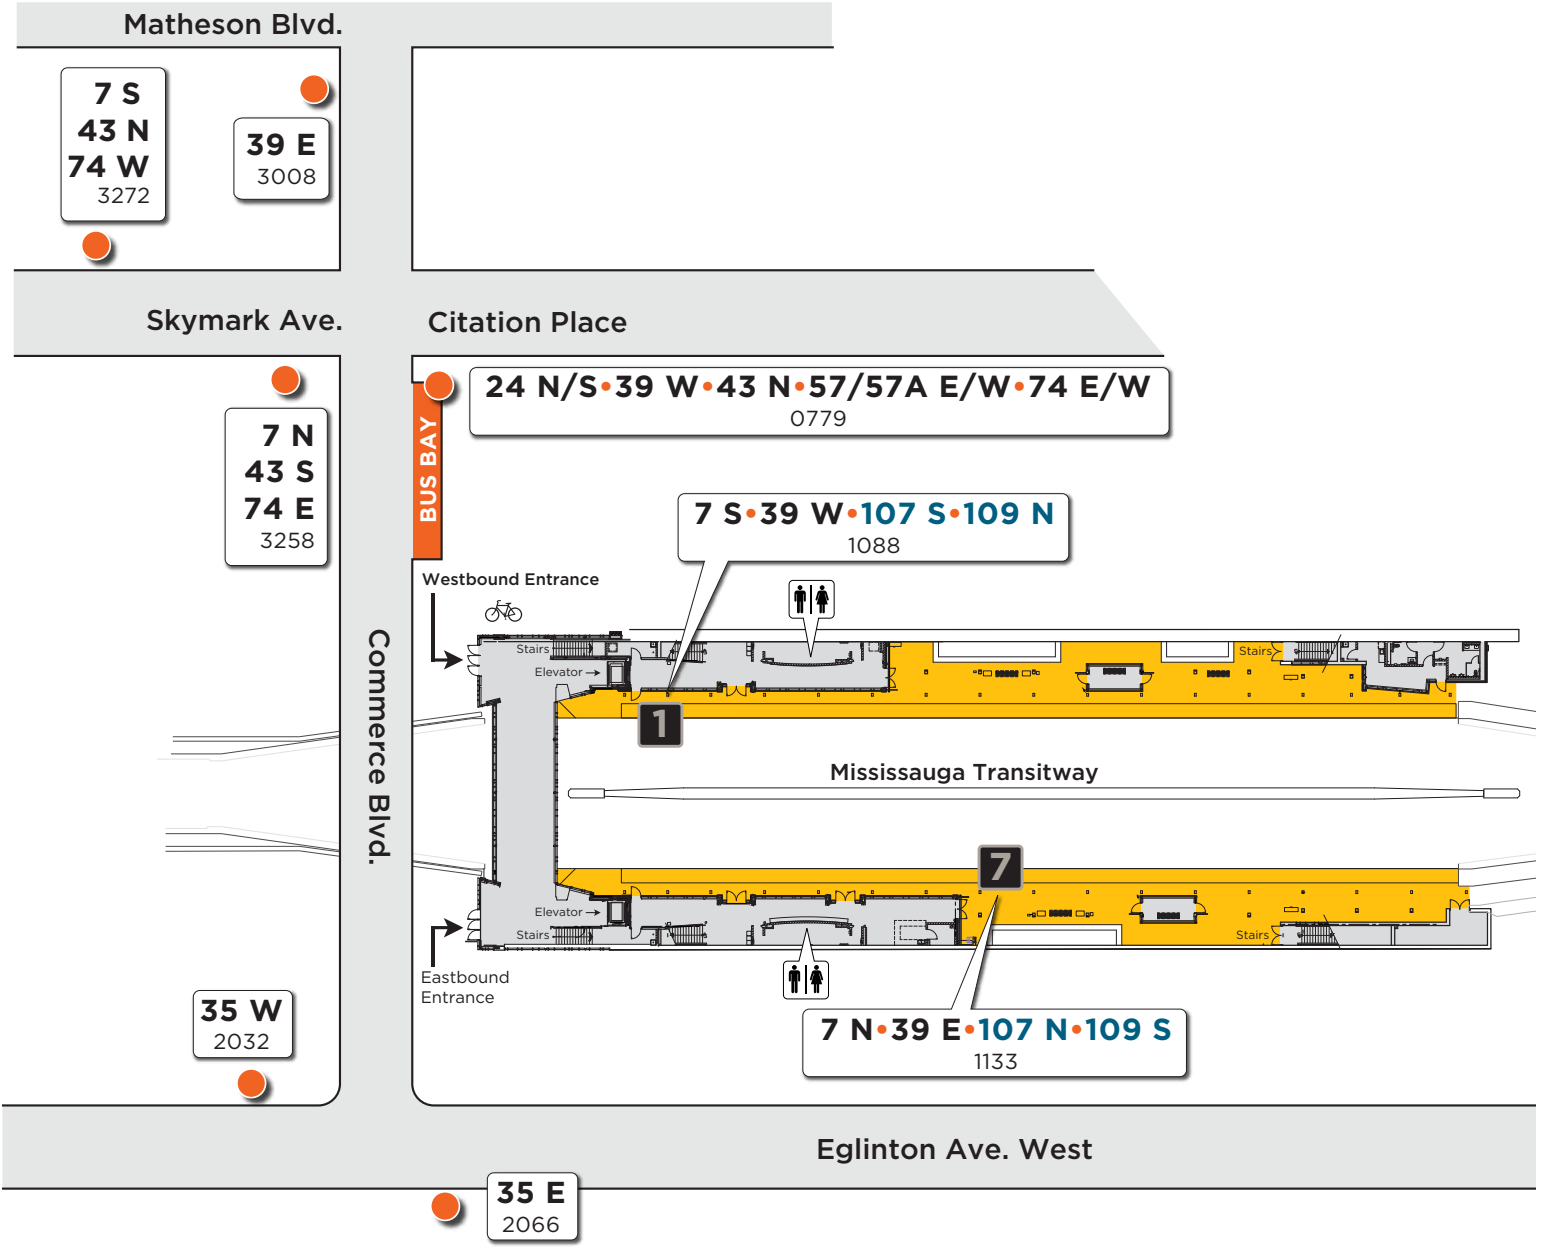 Matheson Blvd.
7 S
43 N
74 W
3272
39 E
3008
Skymark Ave.
Citation Place
24 N/S•39 W•43 N•57/57A E/W•74 E/W
0779
7 N
43 S
74 E
3258
BUS BAY
7 S•39 W•107 S•109 N
1088
Westbound Entrance
Stairs
Elevator
Stairs
1
Commerce Blvd.
Mississauga Transitway
7
Elevator
Stairs
Stairs
Eastbound
Entrance
7 N•39 E•107 N•109 S
1133
35 W
2032
Eglinton Ave. West
35 E
2066